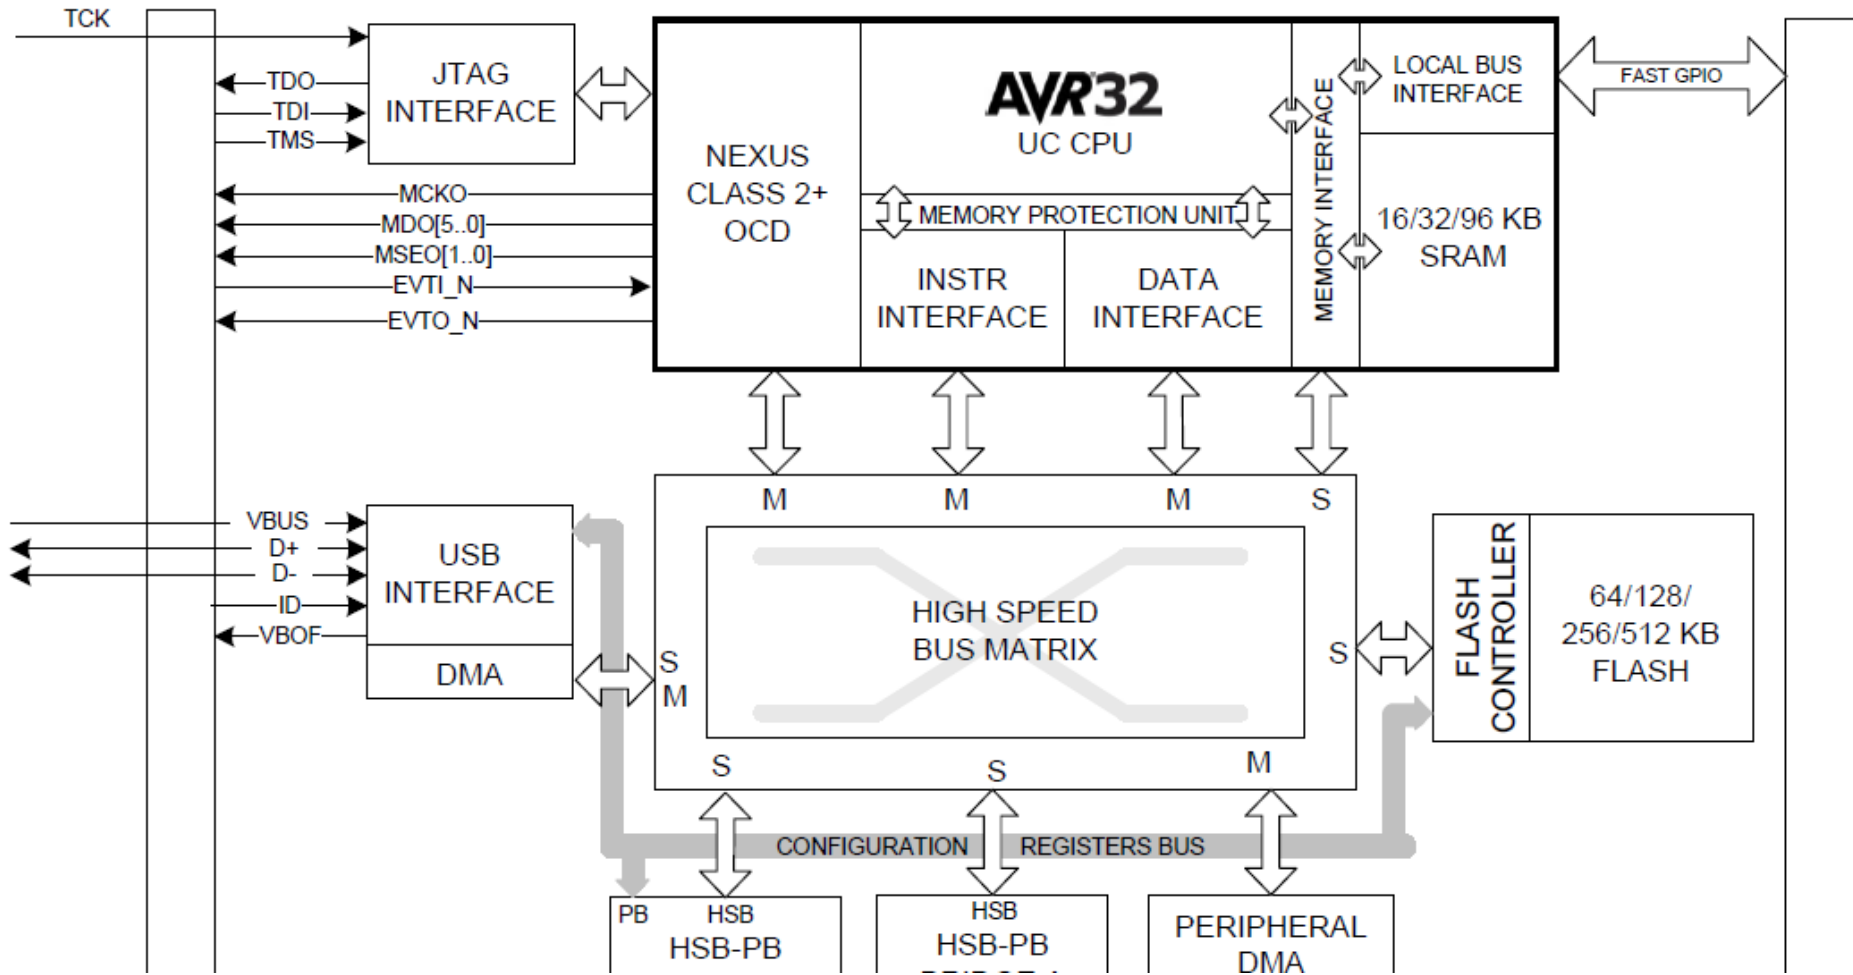 TCK
TDO
TDI
TMS
JTAG
INTERFACE
MCKO
MDO[5..0]
MSEO[1..0]
EVTI_N
EVTO_N
NEXUS
CLASS 2+
OCD
AVR32
UC CPU
MEMORY PROTECTION UNIT
INSTR
INTERFACE
DATA
INTERFACE
MEMORY INTERFACE
LOCAL BUS
INTERFACE
16/32/96 KB
SRAM
FAST GPIO
VBUS
D+
D-
ID
VBOF
USB
INTERFACE
DMA
M M M S
S
M
HIGH SPEED
BUS MATRIX
S
S S M
FLASH
CONTROLLER
64/128/
256/512 KB
FLASH
CONFIGURATION REGISTERS BUS
PB HSB
HSB-PB
HSB
HSB-PB
PERIPHERAL
DMA